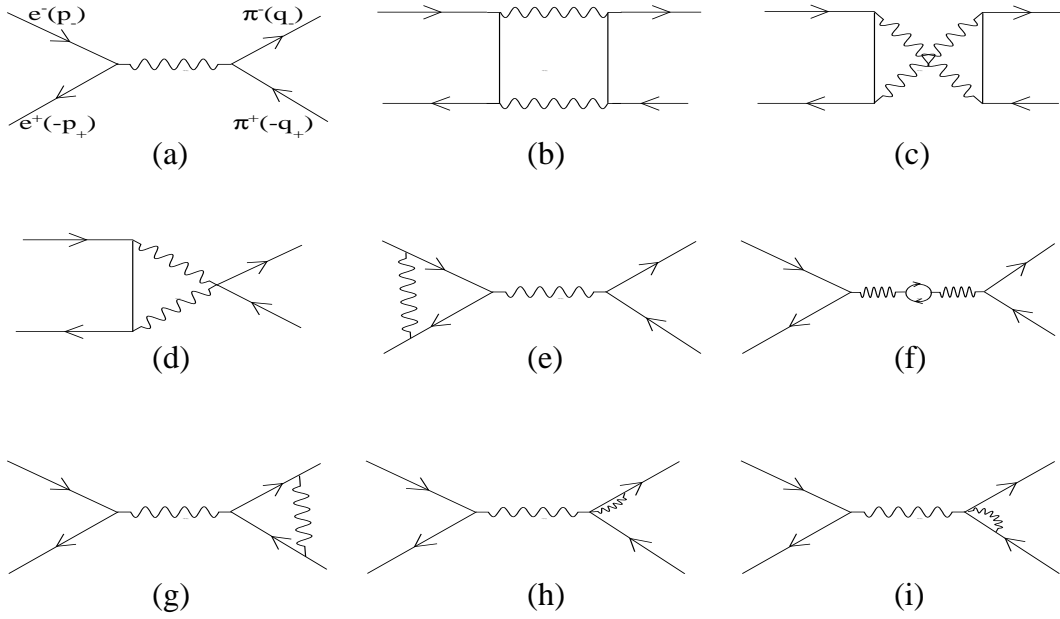 e⁻(p₋) π⁻(q₋)
e⁺(-p₊) π⁺(-q₊)
(a) (b) (c)
(d) (e) (f)
(g) (h) (i)